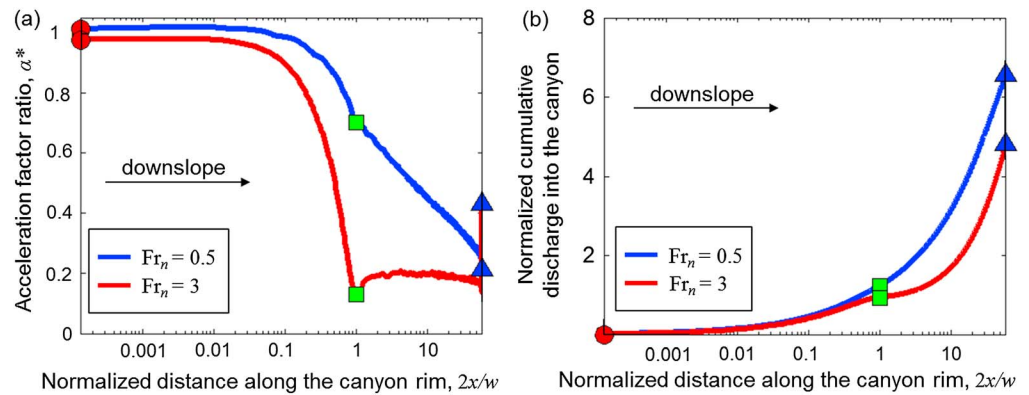 (a)
Acceleration factor ratio, α*
1
0.8
0.6
0.4
0.2
0
downslope
Frₙ = 0.5
Frₙ = 3
0.001
0.01
0.1
1
10
Normalized distance along the canyon rim, 2x/w
(b)
Normalized cumulative
discharge into the canyon
8
6
4
2
0
downslope
Frₙ = 0.5
Frₙ = 3
0.001
0.01
0.1
1
10
Normalized distance along the canyon rim, 2x/w